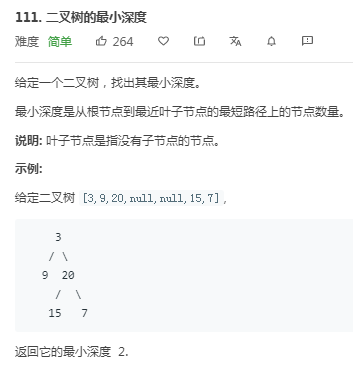 111. 二叉树的最小深度
难度 简单 264
给定一个二叉树，找出其最小深度。
最小深度是从根节点到最近叶子节点的最短路径上的节点数量。
说明: 叶子节点是指没有子节点的节点。
示例:
给定二叉树 [3,9,20,null,null,15,7],
3
/ \
9 20
/ \
15 7
返回它的最小深度 2.